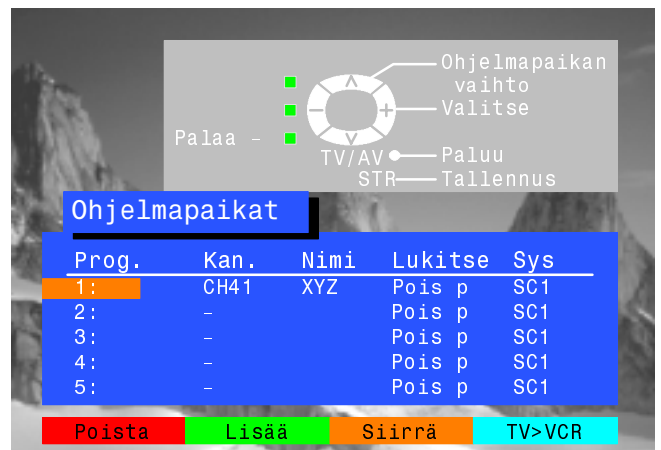 Ohjelmapaikan
vaihto
Valitse
Palaa –
TV/AV Paluu
STR Tallennus
Ohjelmapaikat
Prog. Kan. Nimi Lukitse Sys
1: CH41 XYZ Pois p SC1
2: – Pois p SC1
3: – Pois p SC1
4: – Pois p SC1
5: – Pois p SC1
Poista Lisää Siirrä TV>VCR